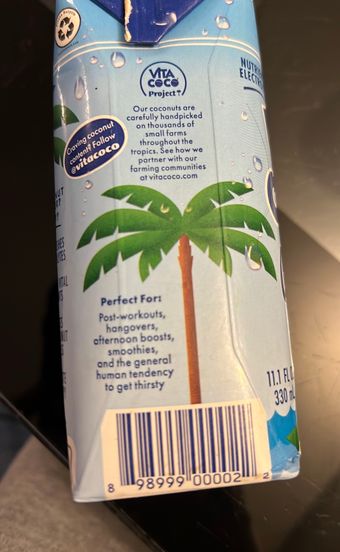 VITA
COCO
Project
Our coconuts are
carefully handpicked
on thousands of
small farms
throughout the
tropics. See how we
partner with our
farming communities
at vitacoco.com
Craving coconut
content? Follow
@vitacoco
Perfect For:
Post-workouts,
hangovers,
afternoon boosts,
smoothies,
and the general
human tendency
to get thirsty
11.1 FL
330
8 98999 00002 2